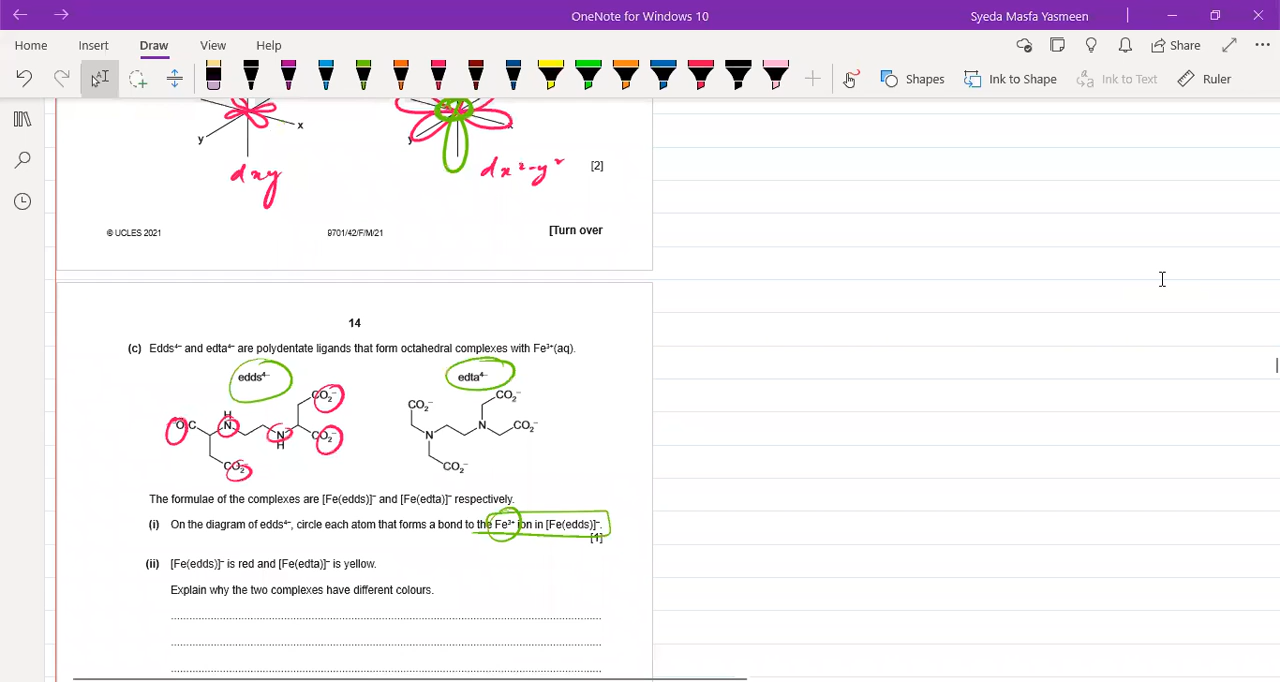 OneNote for Windows 10
Syeda Masfa Yasmeen
Home Insert Draw View Help
Share
Shapes
Ink to Shape
Ink to Text
Ruler
y x
y x
dxy
dx²-y²
[2]
© UCLES 2021 9701/42/F/M/21 [Turn over
14
(c) Edds⁴⁻ and edta⁴⁻ are polydentate ligands that form octahedral complexes with Fe³⁺(aq).
edds⁴⁻ edta⁴⁻
⁻O₂C H N N H CO₂⁻ CO₂⁻ CO₂⁻
CO₂⁻ N N CO₂⁻ CO₂⁻ CO₂⁻
The formulae of the complexes are [Fe(edds)]⁻ and [Fe(edta)]⁻ respectively.
(i) On the diagram of edds⁴⁻, circle each atom that forms a bond to the Fe³⁺ ion in [Fe(edds)]⁻.
[1]
(ii) [Fe(edds)]⁻ is red and [Fe(edta)]⁻ is yellow.
Explain why the two complexes have different colours.